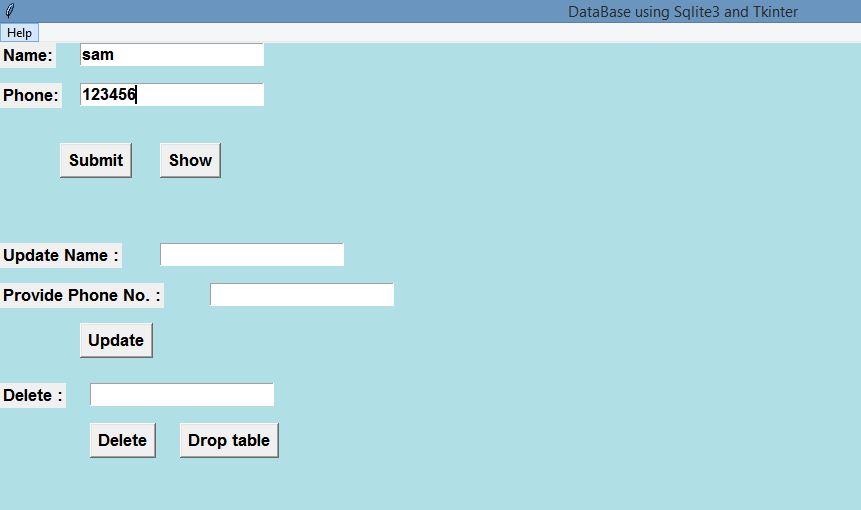 DataBase using Sqlite3 and Tkinter
Help
Name: sam
Phone: 123456
Submit Show
Update Name :
Provide Phone No. :
Update
Delete :
Delete Drop table